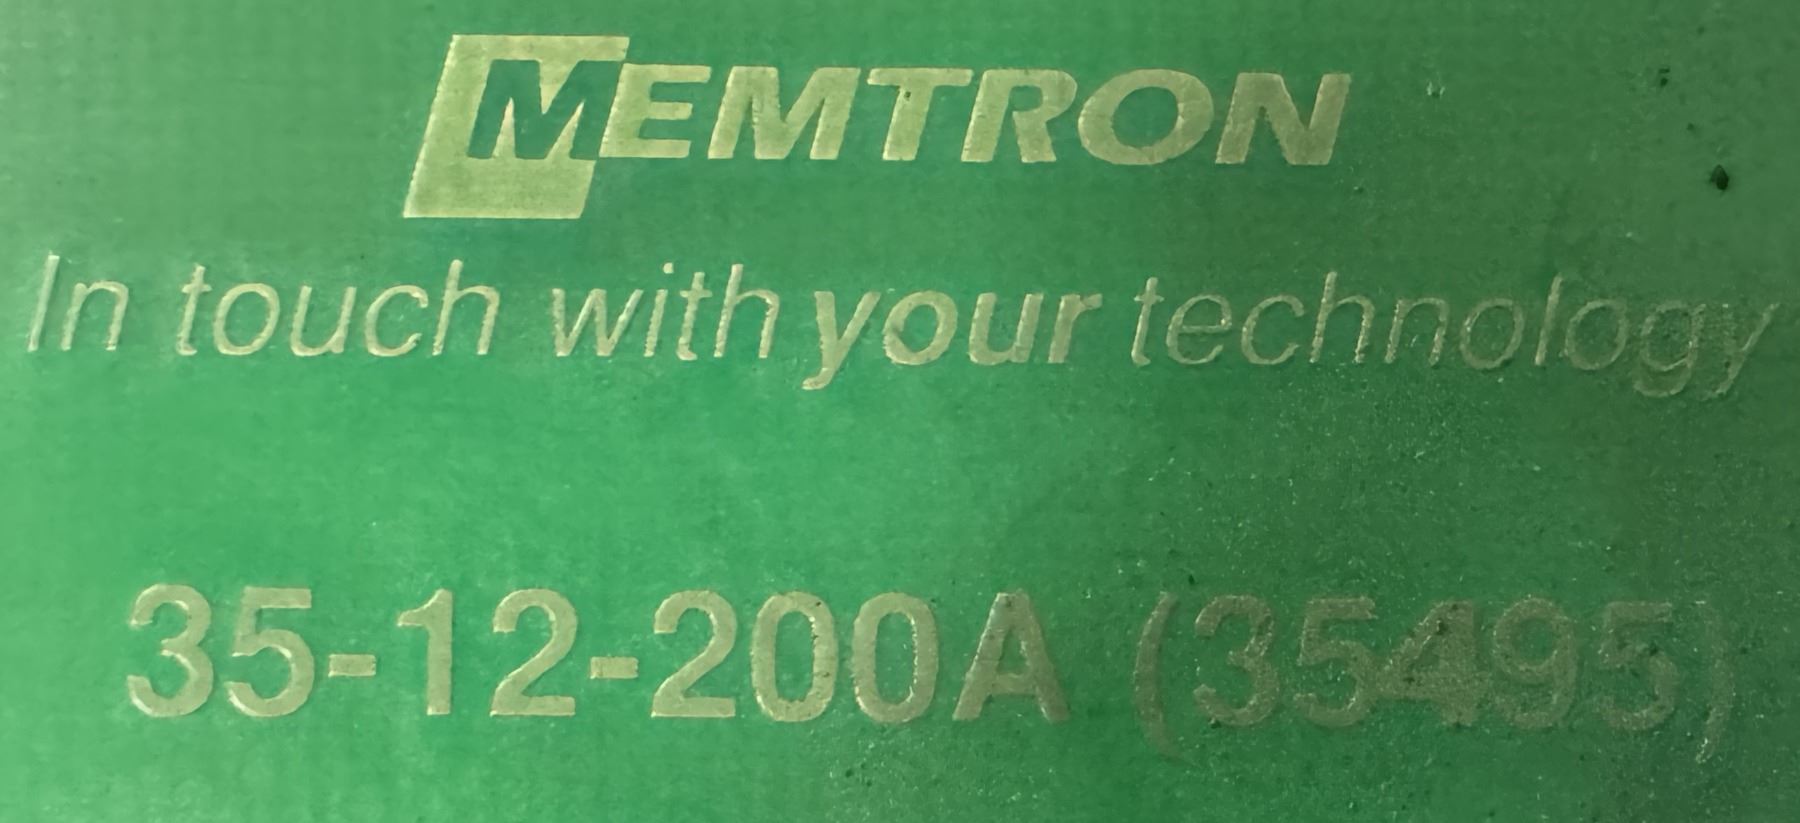 MEMTRON
In touch with your technology
35-12-200A (35495)